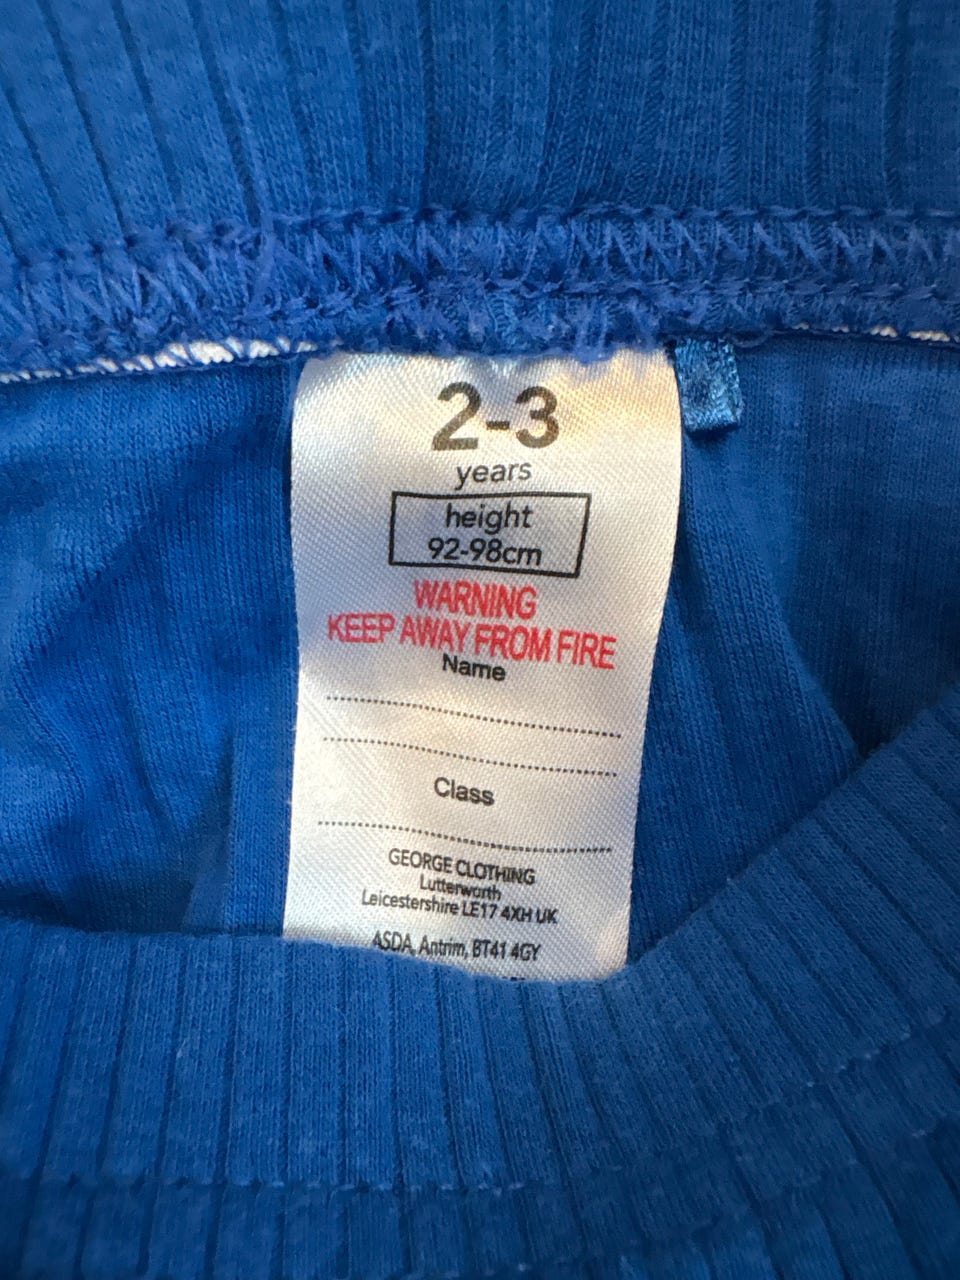 2-3
years
height
92-98cm
WARNING
KEEP AWAY FROM FIRE
Name
Class
GEORGE CLOTHING
Lutterworth
Leicestershire LE17 4XH UK
ASDA, Antrim, BT41 4GY